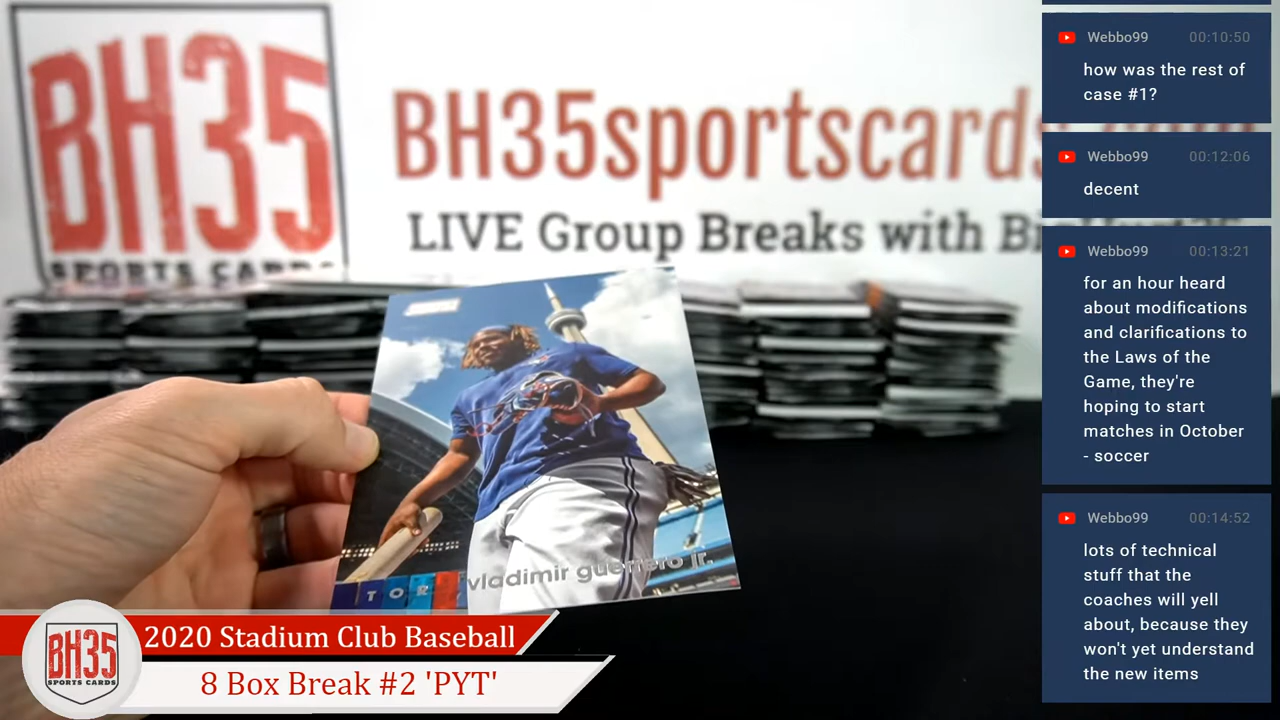 BH35
SPORTS CARDS
BH35sportscards
LIVE Group Breaks with
TOR
vladimir guerrero jr.
BH35
SPORTS CARDS
2020 Stadium Club Baseball
8 Box Break #2 'PYT'
Webbo99 00:10:50
how was the rest of
case #1?
Webbo99 00:12:06
decent
Webbo99 00:13:21
for an hour heard
about modifications
and clarifications to
the Laws of the
Game, they're
hoping to start
matches in October
- soccer
Webbo99 00:14:52
lots of technical
stuff that the
coaches will yell
about, because they
won't yet understand
the new items